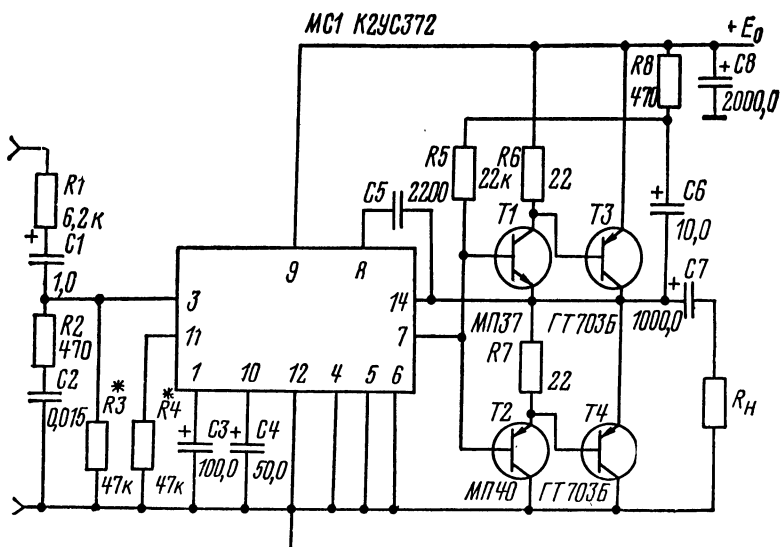 МС1 К2УС372
+ E₀
R8
470
+ C8
2000,0
R1
6,2к
+
C1
1,0
R5
22к
R6
22
C5
2200
+ C6
10,0
T1
T3
9
8
3
14
11
7
МП37
ГТ703Б
+ C7
1000,0
R2
470
C2
0,015
1
10
12
4
5
6
R7
22
*
R3
47к
*
R4
47к
+ C3
100,0
+ C4
50,0
T2
T4
Rн
МП40
ГТ703Б